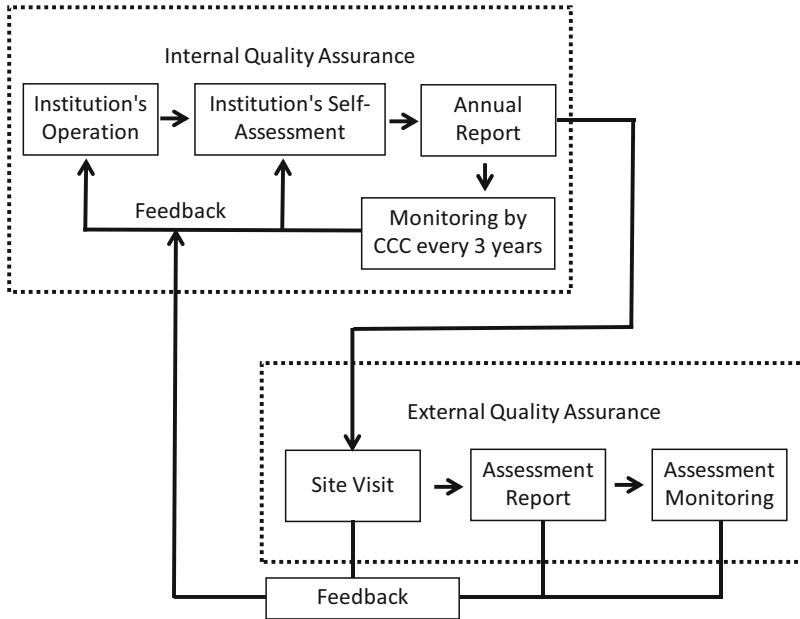 Internal Quality Assurance
Institution's
Operation
Institution's Self-
Assessment
Annual
Report
Feedback
Monitoring by
CCC every 3 years
External Quality Assurance
Site Visit
Assessment
Report
Assessment
Monitoring
Feedback